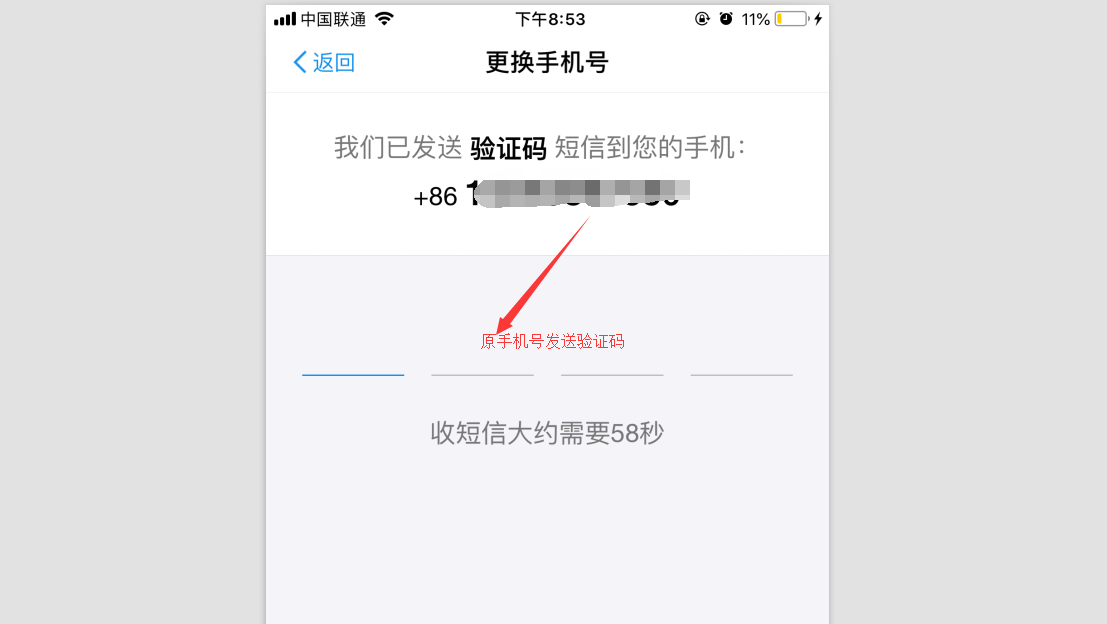 中国联通 下午8:53 11%
返回 更换手机号
我们已发送 验证码 短信到您的手机：
+86 1
原手机号发送验证码
收短信大约需要58秒